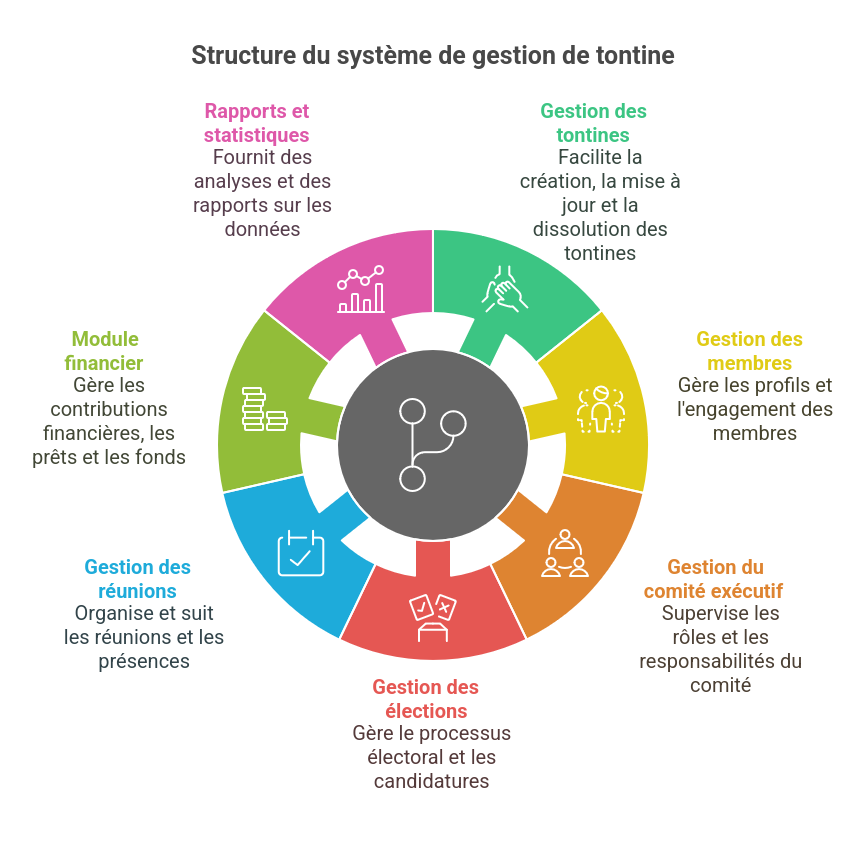 Structure du système de gestion de tontine
Rapports et
statistiques
Fournit des
analyses et des
rapports sur les
données
Gestion des
tontines
Facilite la
création, la mise à
jour et la
dissolution des
tontines
Module
financier
Gère les
contributions
financières, les
prêts et les fonds
Gestion des
membres
Gère les profils et
l'engagement des
membres
Gestion des
réunions
Organise et suit
les réunions et les
présences
Gestion du
comité exécutif
Supervise les
rôles et les
responsabilités du
comité
Gestion des
élections
Gère le processus
électoral et les
candidatures